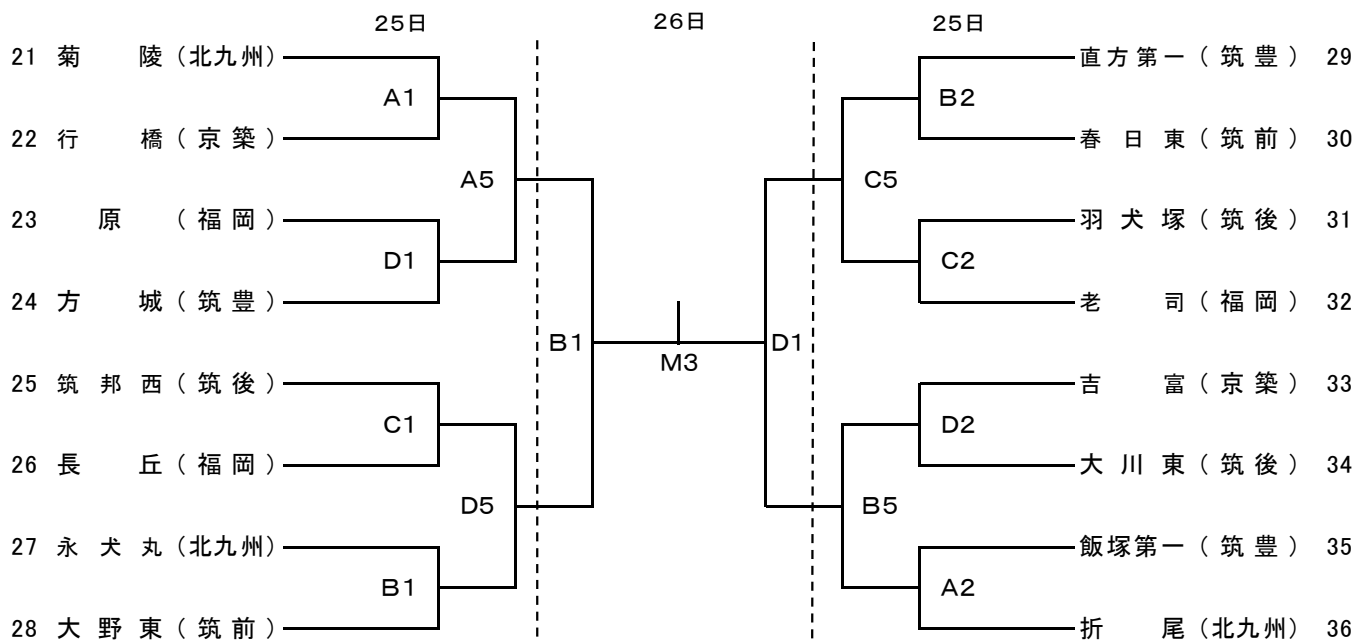 25日 26日 25日
21 菊陵(北九州) 直方第一(筑豊) 29
A1 B2
22 行橋(京築) 春日東(筑前) 30
A5 C5
23 原(福岡) 羽犬塚(筑後) 31
D1 C2
24 方城(筑豊) 老司(福岡) 32
B1 D1
M3
25 筑邦西(筑後) 吉富(京築) 33
C1 D2
26 長丘(福岡) 大川東(筑後) 34
D5 B5
27 永犬丸(北九州) 飯塚第一(筑豊) 35
B1 A2
28 大野東(筑前) 折尾(北九州) 36